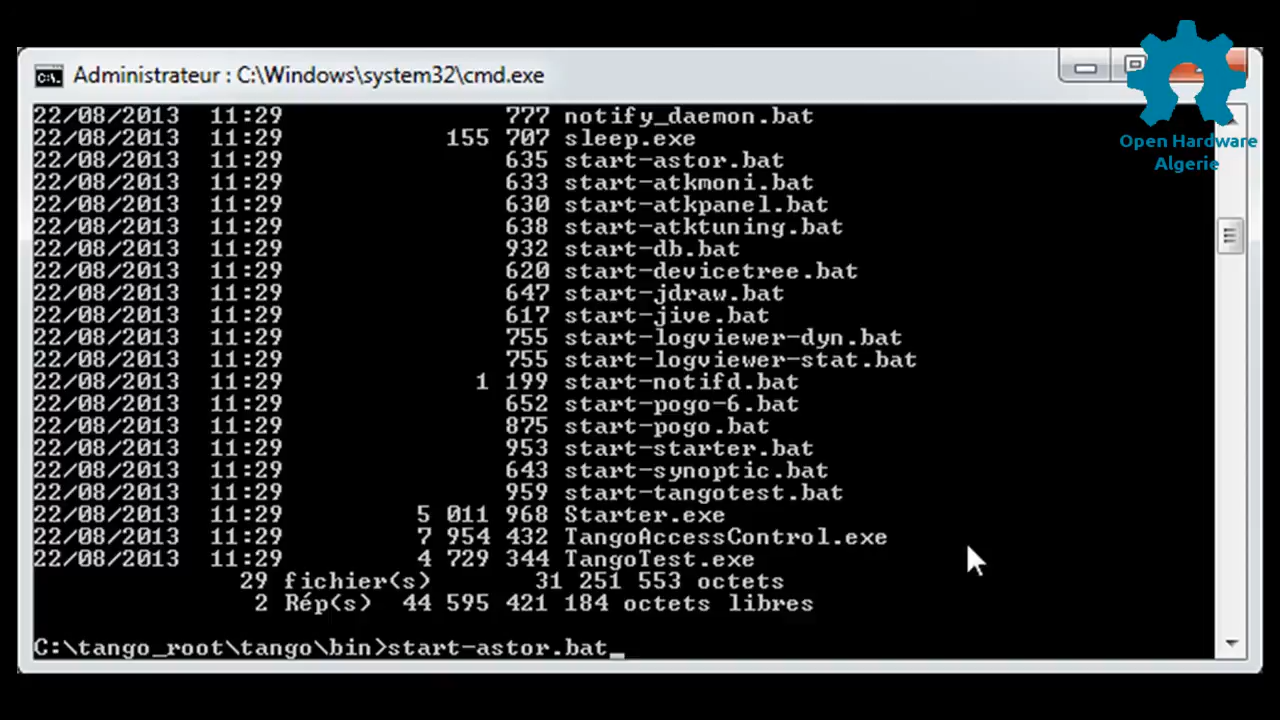 Administrateur : C:\Windows\system32\cmd.exe
Open Hardware
Algerie
22/08/2013 11:29 777 notify_daemon.bat
22/08/2013 11:29 155 707 sleep.exe
22/08/2013 11:29 635 start-astor.bat
22/08/2013 11:29 633 start-atkmoni.bat
22/08/2013 11:29 630 start-atkpanel.bat
22/08/2013 11:29 638 start-atktuning.bat
22/08/2013 11:29 932 start-db.bat
22/08/2013 11:29 620 start-devicetree.bat
22/08/2013 11:29 647 start-jdraw.bat
22/08/2013 11:29 617 start-jive.bat
22/08/2013 11:29 755 start-logviewer-dyn.bat
22/08/2013 11:29 755 start-logviewer-stat.bat
22/08/2013 11:29 1 199 start-notifd.bat
22/08/2013 11:29 652 start-pogo-6.bat
22/08/2013 11:29 875 start-pogo.bat
22/08/2013 11:29 953 start-starter.bat
22/08/2013 11:29 643 start-synoptic.bat
22/08/2013 11:29 959 start-tangotest.bat
22/08/2013 11:29 5 011 968 Starter.exe
22/08/2013 11:29 7 954 432 TangoAccessControl.exe
22/08/2013 11:29 4 729 344 TangoTest.exe
29 fichier(s) 31 251 553 octets
2 Rép(s) 44 595 421 184 octets libres
C:\tango_root\tango\bin>start-astor.bat_